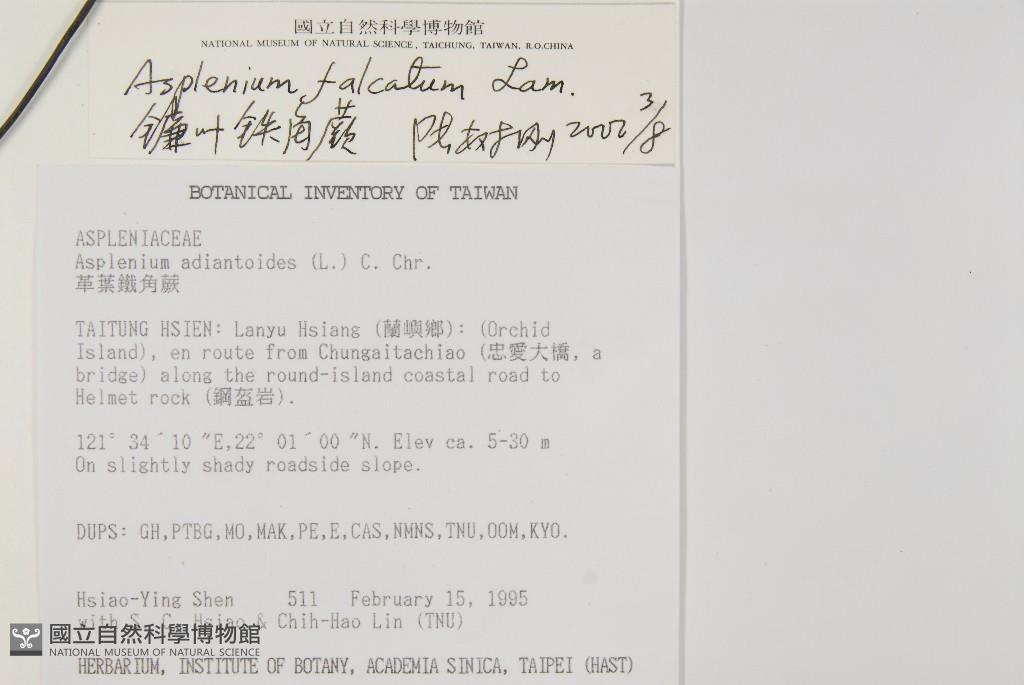 國立自然科學博物館
NATIONAL MUSEUM OF NATURAL SCIENCE, TAICHUNG, TAIWAN, R.O.CHINA
Asplenium falcatum Lam.
鐮叶鉄角蕨 2002 3/8
BOTANICAL INVENTORY OF TAIWAN
ASPLENIACEAE
Asplenium adiantoides (L.) C. Chr.
革葉鐵角蕨
TAITUNG HSIEN: Lanyu Hsiang (蘭嶼鄉): (Orchid
Island), en route from Chungaitachiao (忠愛大橋, a
bridge) along the round-island coastal road to
Helmet rock (鋼盔岩).
121° 34´10 ″E,22° 01´00 ″N. Elev ca. 5-30 m
On slightly shady roadside slope.
DUPS: GH,PTBG,MO,MAK,PE,E,CAS,NMNS,TNU,OOM,KYO.
Hsiao-Ying Shen 511 February 15, 1995
with S. C. Hsiao & Chih-Hao Lin (TNU)
國立自然科學博物館
NATIONAL MUSEUM OF NATURAL SCIENCE
HERBARIUM, INSTITUTE OF BOTANY, ACADEMIA SINICA, TAIPEI (HAST)